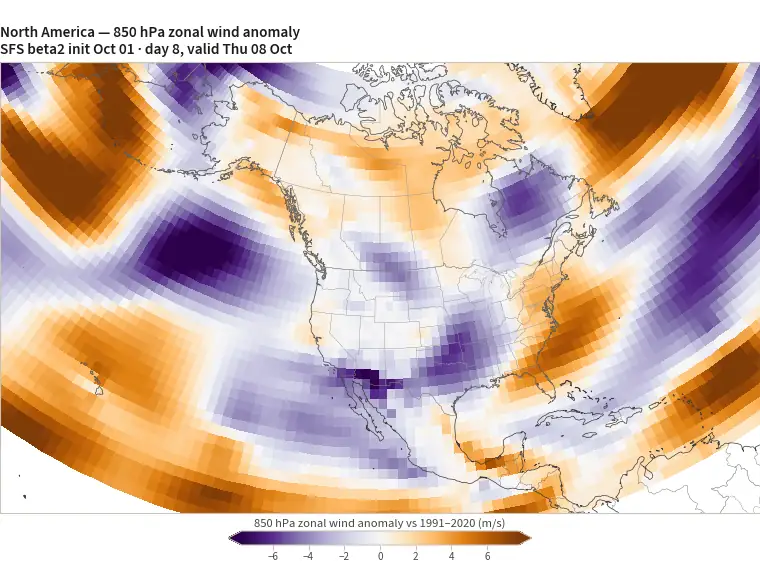 North America — 850 hPa zonal wind anomaly
SFS beta2 init Oct 01 · day 8, valid Thu 08 Oct
850 hPa zonal wind anomaly vs 1991–2020 (m/s)
−6 −4 −2 0 2 4 6